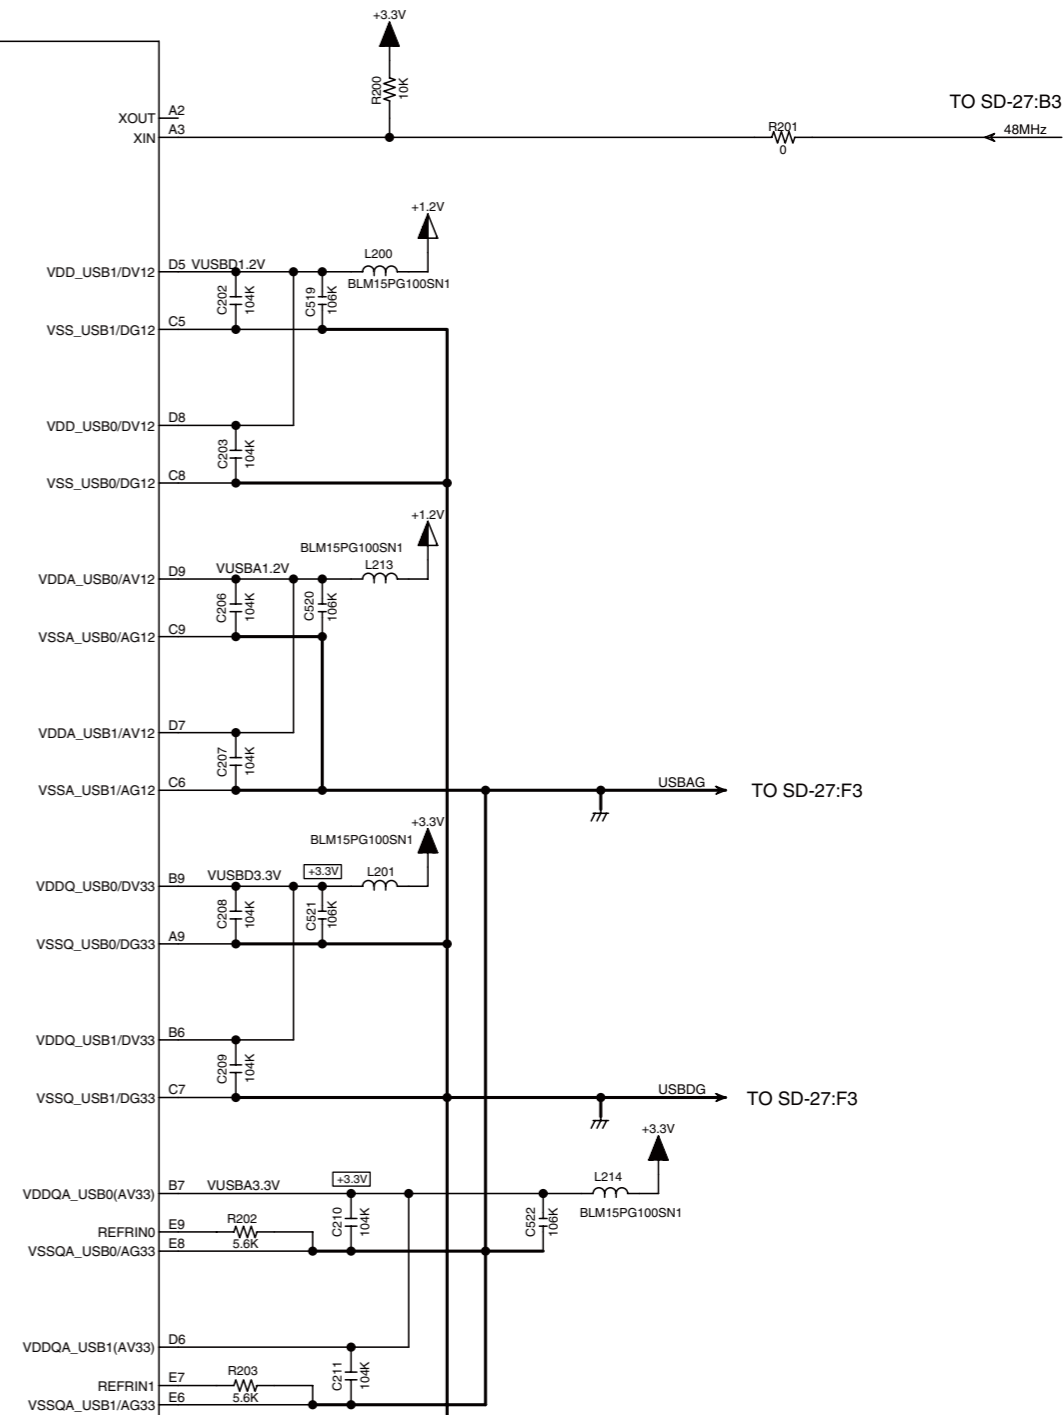 +3.3V
R200
10K
TO SD-27:B3
XOUT A2
XIN A3
R201
0
48MHz
+1.2V
L200
VDD_USB1/DV12 D5 VUSBD1.2V
BLM15PG100SN1
C202
104K
C519
106K
VSS_USB1/DG12 C5
VDD_USB0/DV12 D8
C203
104K
VSS_USB0/DG12 C8
+1.2V
BLM15PG100SN1
L213
VDDA_USB0/AV12 D9 VUSBA1.2V
C206
104K
C520
106K
VSSA_USB0/AG12 C9
VDDA_USB1/AV12 D7
C207
104K
VSSA_USB1/AG12 C6
USBAG
TO SD-27:F3
+3.3V
BLM15PG100SN1
VDDQ_USB0/DV33 B9 VUSBD3.3V
+3.3V
L201
C208
104K
C521
106K
VSSQ_USB0/DG33 A9
VDDQ_USB1/DV33 B6
C209
104K
VSSQ_USB1/DG33 C7
USBDG
TO SD-27:F3
+3.3V
L214
BLM15PG100SN1
VDDQA_USB0(AV33) B7 VUSBA3.3V
+3.3V
C210
104K
C522
106K
REFRIN0 E9
R202
5.6K
VSSQA_USB0/AG33 E8
VDDQA_USB1(AV33) D6
C211
104K
REFRIN1 E7
R203
5.6K
VSSQA_USB1/AG33 E6